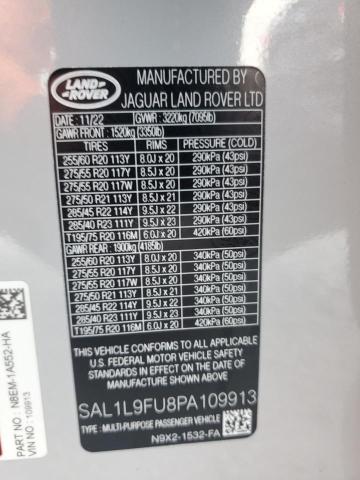 LAND
ROVER
MANUFACTURED BY (
JAGUAR LAND ROVER LTD
DATE : 11/22 GVWR : 3220kg (7095lb)
GAWR FRONT : 1520kg (3350lb)
TIRES RIMS PRESSURE (COLD)
255/60 R20 113Y 8.0J x 20 290kPa (43psi)
275/55 R20 117Y 8.5J x 20 290kPa (43psi)
275/55 R20 117W 8.5J x 20 290kPa (43psi)
275/50 R21 113Y 8.5J x 21 290kPa (43psi)
285/45 R22 114Y 9.5J x 22 290kPa (43psi)
285/40 R23 111Y 9.5J x 23 290kPa (43psi)
T195/75 R20 116M 6.0J x 20 420kPa (60psi)
GAWR REAR: 1900kg (4185lb)
255/60 R20 113Y 8.0J x 20 340kPa (50psi)
275/55 R20 117Y 8.5J x 20 340kPa (50psi)
275/55 R20 117W 8.5J x 20 340kPa (50psi)
275/50 R21 113Y 8.5J x 21 340kPa (50psi)
285/45 R22 114Y 9.5J x 22 340kPa (50psi)
285/40 R23 111Y 9.5J x 23 340kPa (50psi)
T195/75 R20 116M 6.0J x 20 420kPa (60psi)
THIS VEHICLE CONFORMS TO ALL APPLICABLE
U.S. FEDERAL MOTOR VEHICLE SAFETY STANDARDS
IN EFFECT ON THE DATE OF
MANUFACTURE SHOWN ABOVE.
SAL1L9FU8PA109913
TYPE : MULTI-PURPOSE PASSENGER VEHICLE
N9X2-1532-FA
PART NO : N8EM-1A552-HA
VIN NO : 109913